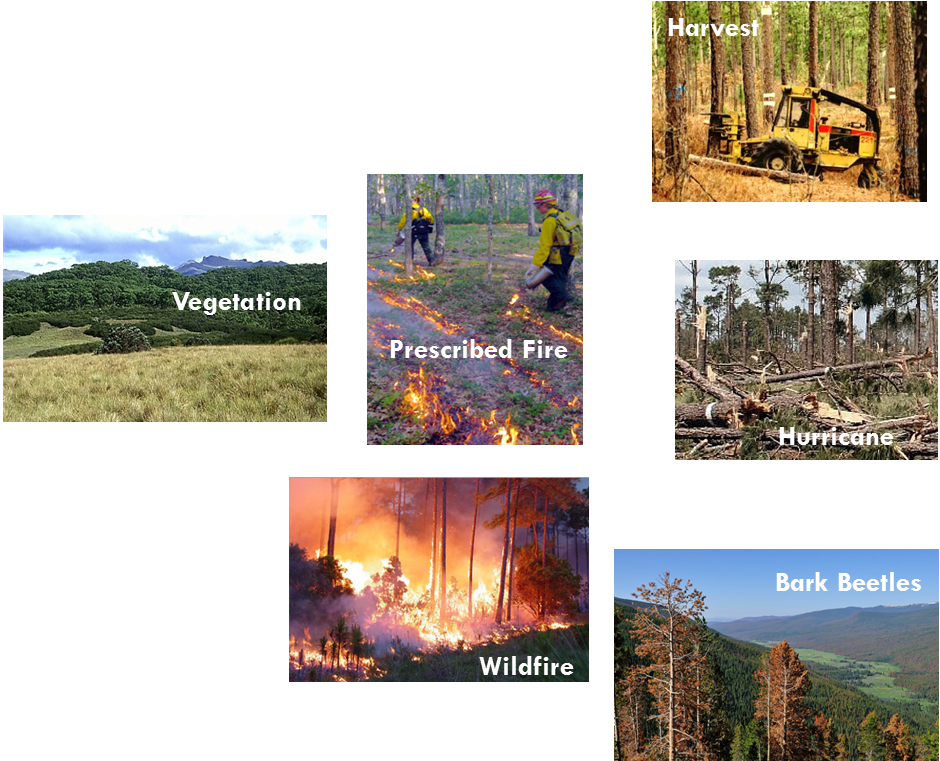 Harvest
Vegetation
Prescribed Fire
Hurricane
Wildfire
Bark Beetles